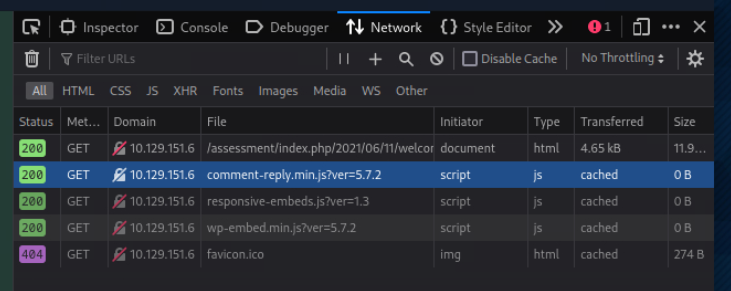 Inspector Console Debugger Network {} Style Editor 1
Filter URLs Disable Cache No Throttling
All HTML CSS JS XHR Fonts Images Media WS Other
Status Met... Domain File Initiator Type Transferred Size
200 GET 10.129.151.6 /assessment/index.php/2021/06/11/welcor document html 4.65 kB 11.9...
200 GET 10.129.151.6 comment-reply.min.js?ver=5.7.2 script js cached 0 B
200 GET 10.129.151.6 responsive-embeds.js?ver=1.3 script js cached 0 B
200 GET 10.129.151.6 wp-embed.min.js?ver=5.7.2 script js cached 0 B
404 GET 10.129.151.6 favicon.ico img html cached 274 B